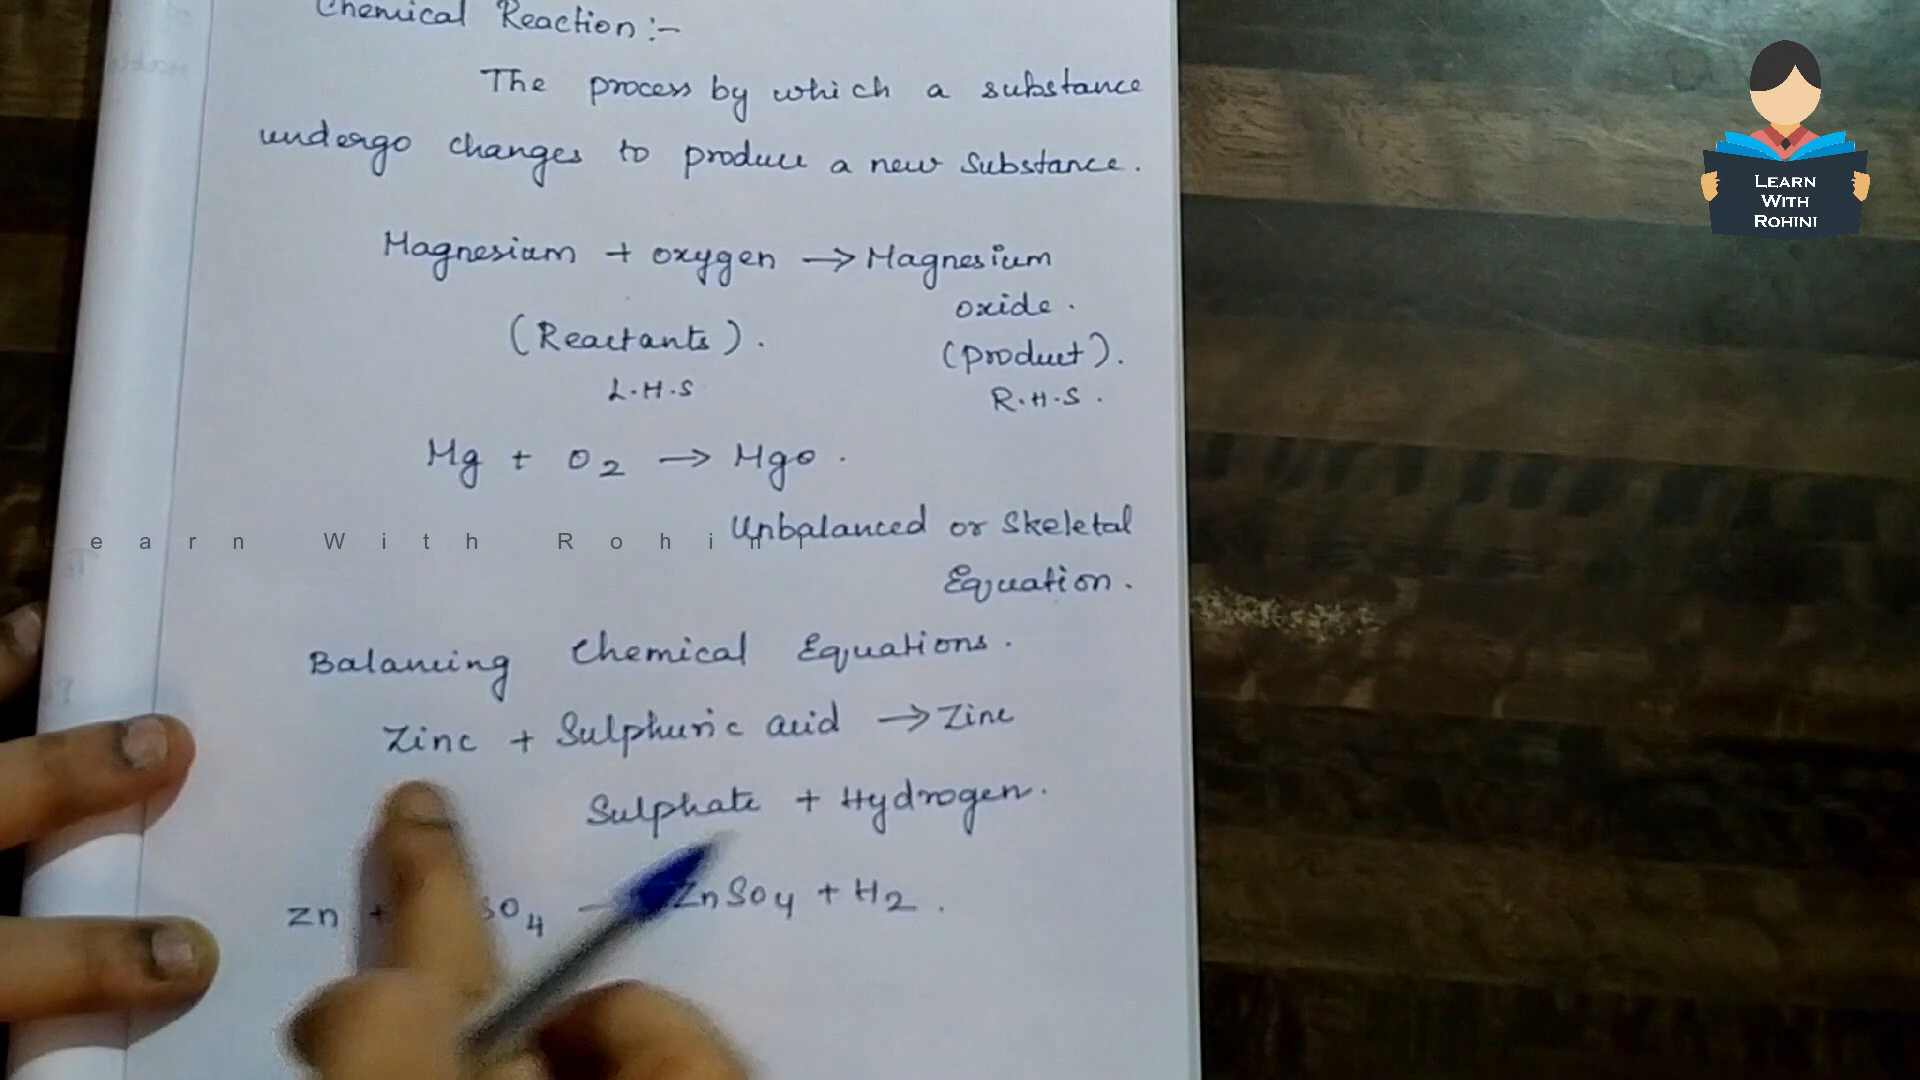 Chemical Reaction :-
The process by which a substance
undergo changes to produce a new substance.
Magnesium + oxygen → Magnesium
oxide.
(Reactants).
(product).
L.H.S
R.H.S.
Mg + O2 → MgO.
Unbalanced or Skeletal
Equation.
earn With Rohini
Balancing Chemical Equations.
Zinc + Sulphuric acid → Zinc
Sulphate + Hydrogen.
Zn + SO4 → ZnSO4 + H2.
LEARN
WITH
ROHINI